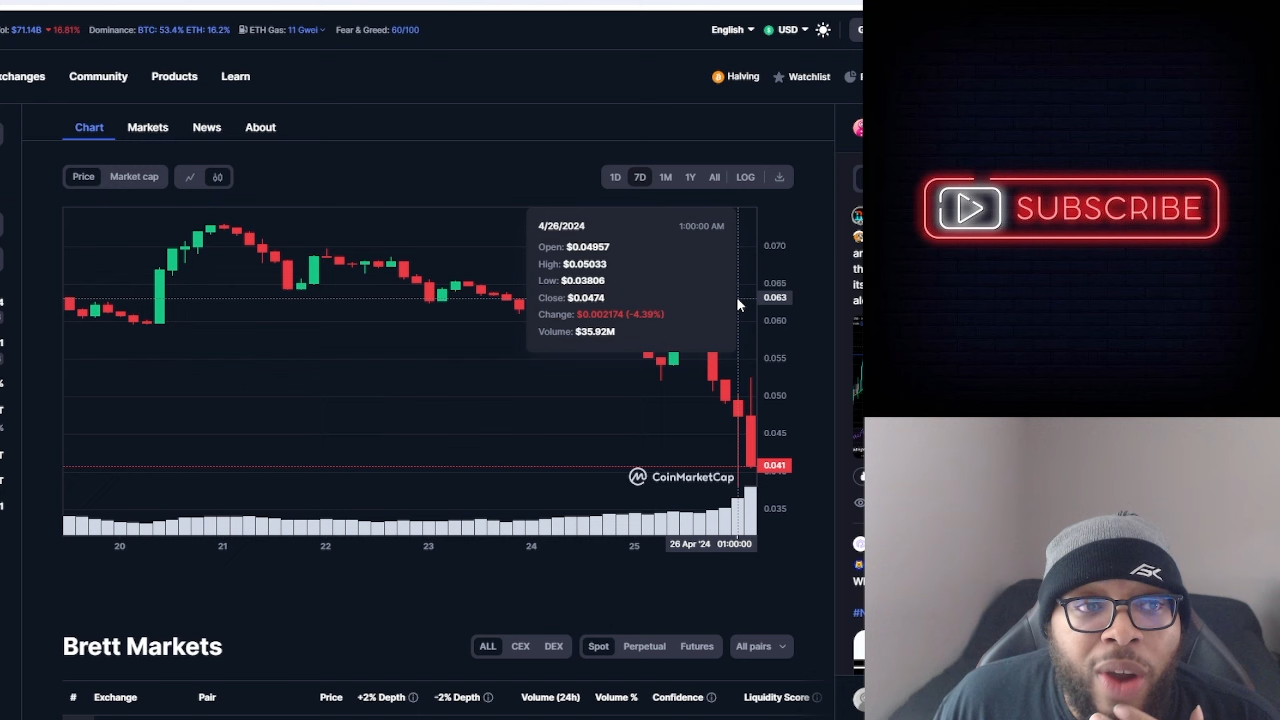 ol: $71.14B 16.81% Dominance: BTC: 53.4% ETH: 16.2% ETH Gas: 11 Gwei Fear & Greed: 60/100 English USD
xchanges Community Products Learn Halving Watchlist
Chart Markets News About
Price Market cap 1D 7D 1M 1Y All LOG
4/26/2024 1:00:00 AM
Open: $0.04957
High: $0.05033
Low: $0.03806
Close: $0.0474
Change: $0.002174 (-4.39%)
Volume: $35.92M
0.070
0.065
0.063
0.060
0.055
0.050
0.045
0.041
0.035
CoinMarketCap
20 21 22 23 24 25 26 Apr '24 01:00:00
Brett Markets ALL CEX DEX Spot Perpetual Futures All pairs
# Exchange Pair Price +2% Depth -2% Depth Volume (24h) Volume % Confidence Liquidity Score
SUBSCRIBE